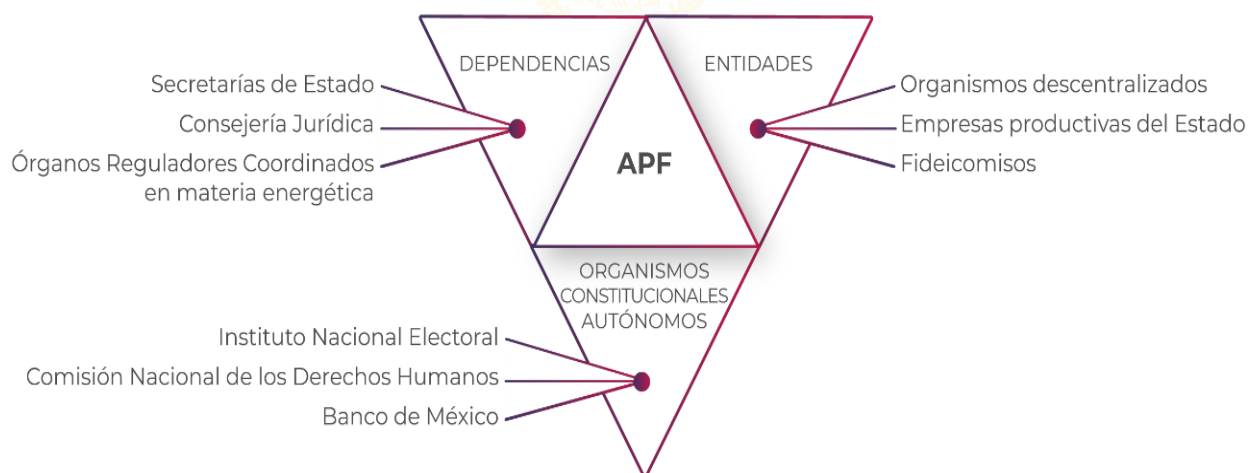 DEPENDENCIAS
Secretarías de Estado
Consejería Jurídica
Órganos Reguladores Coordinados
en materia energética
ENTIDADES
Organismos descentralizados
Empresas productivas del Estado
Fideicomisos
APF
ORGANISMOS
CONSTITUCIONALES
AUTÓNOMOS
Instituto Nacional Electoral
Comisión Nacional de los Derechos Humanos
Banco de México